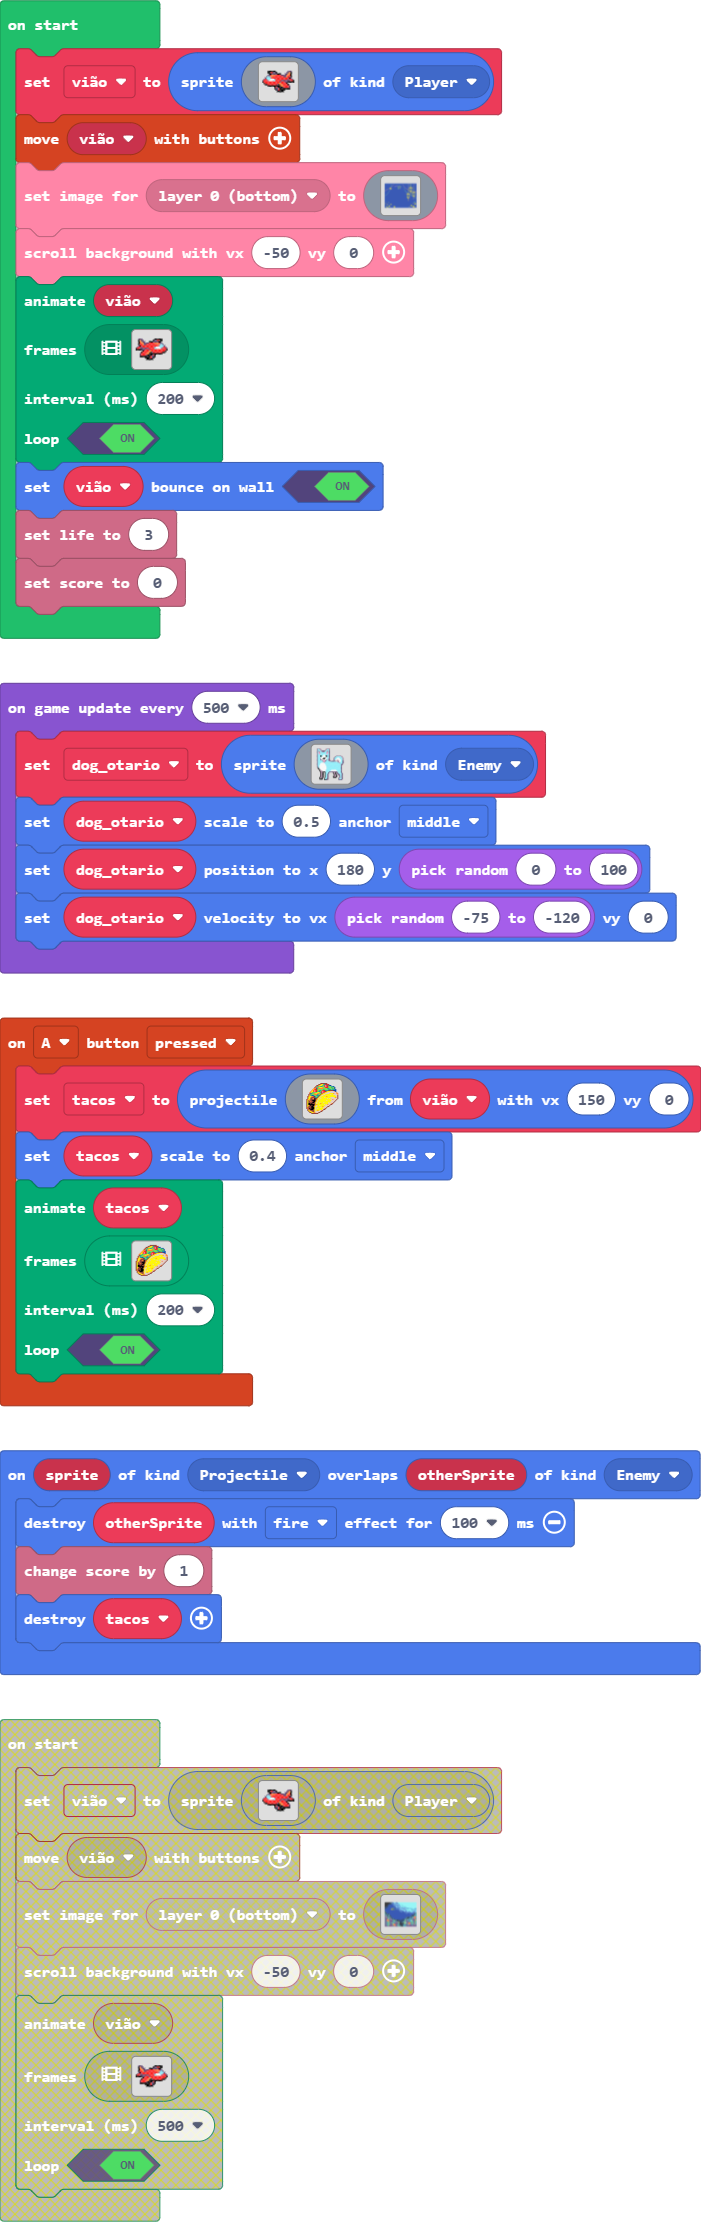 on start
set vião to sprite of kind Player
move vião with buttons
set image for layer 0 (bottom) to
scroll background with vx -50 vy 0
animate vião
frames
interval (ms) 200
loop ON
set vião bounce on wall ON
set life to 3
set score to 0
on game update every 500 ms
set dog_otario to sprite of kind Enemy
set dog_otario scale to 0.5 anchor middle
set dog_otario position to x 180 y pick random 0 to 100
set dog_otario velocity to vx pick random -75 to -120 vy 0
on A button pressed
set tacos to projectile from vião with vx 150 vy 0
set tacos scale to 0.4 anchor middle
animate tacos
frames
interval (ms) 200
loop ON
on sprite of kind Projectile overlaps otherSprite of kind Enemy
destroy otherSprite with fire effect for 100 ms
change score by 1
destroy tacos
on start
set vião to sprite of kind Player
move vião with buttons
set image for layer 0 (bottom) to
scroll background with vx -50 vy 0
animate vião
frames
interval (ms) 500
loop ON